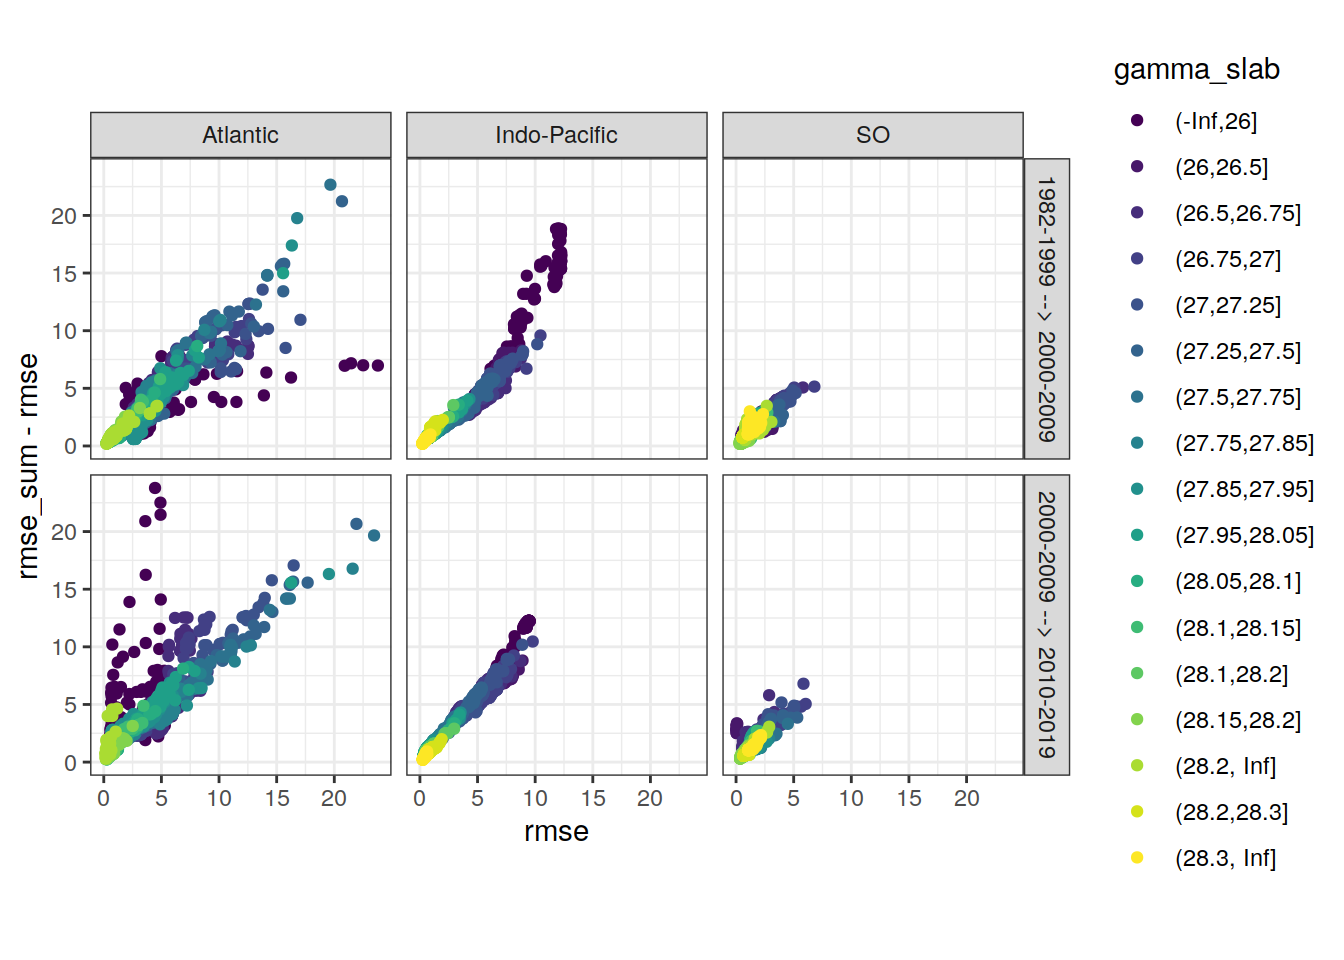 gamma_slab
(-Inf,26]
(26,26.5]
(26.5,26.75]
(26.75,27]
(27,27.25]
(27.25,27.5]
(27.5,27.75]
(27.75,27.85]
(27.85,27.95]
(27.95,28.05]
(28.05,28.1]
(28.1,28.15]
(28.1,28.2]
(28.15,28.2]
(28.2, Inf]
(28.2,28.3]
(28.3, Inf]
Atlantic
Indo-Pacific
SO
1982-1999 --> 2000-2009
2000-2009 --> 2010-2019
rmse_sum - rmse
20
15
10
5
0
20
15
10
5
0
0 5 10 15 20
0 5 10 15 20
0 5 10 15 20
rmse